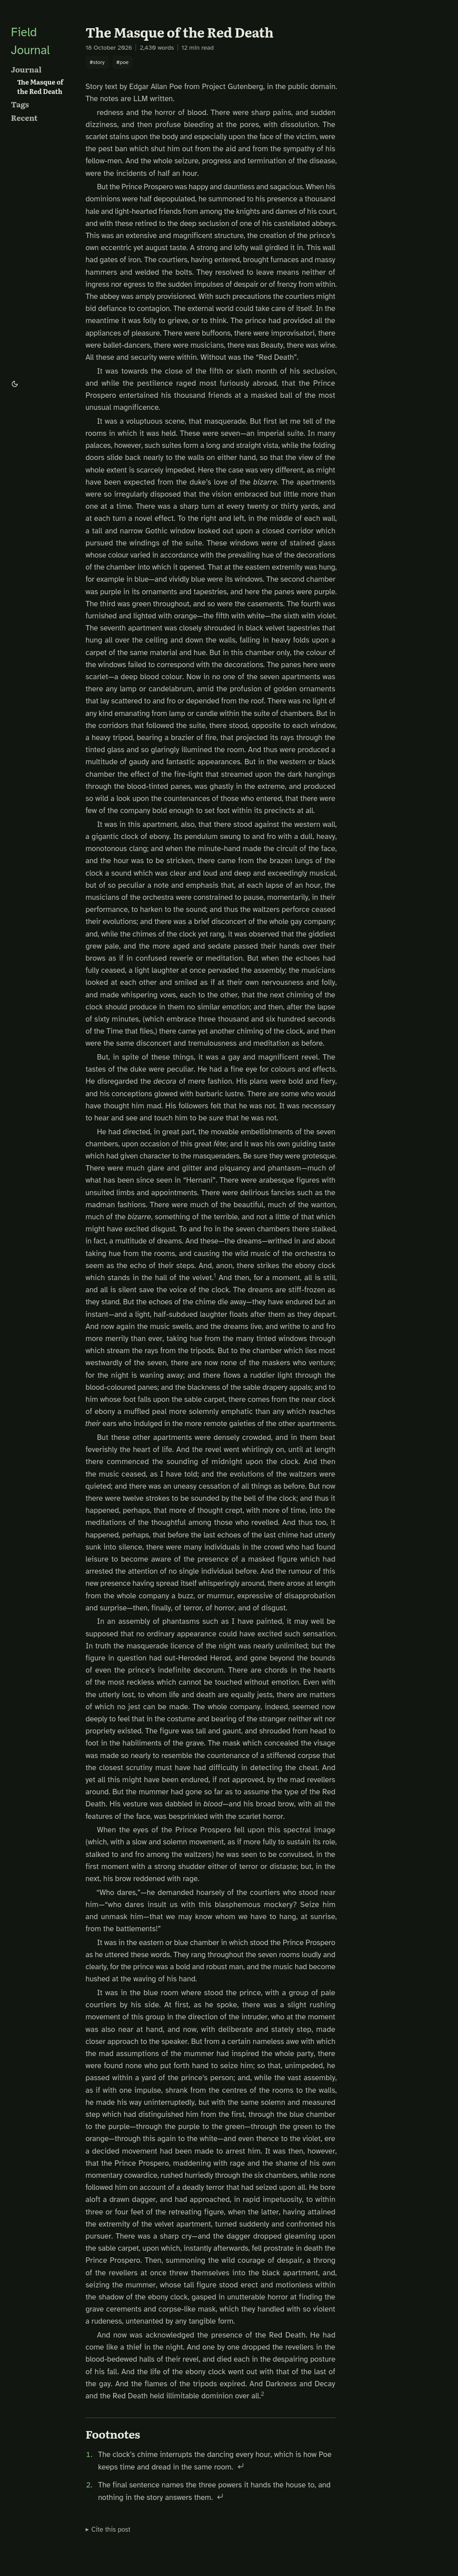 Field
Journal
Journal
The Masque of
the Red Death
Tags
Recent
The Masque of the Red Death
18 October 2026 | 2,430 words | 12 min read
#story #poe
Story text by Edgar Allan Poe from Project Gutenberg, in the public domain.
The notes are LLM written.
redness and the horror of blood. There were sharp pains, and sudden
dizziness, and then profuse bleeding at the pores, with dissolution. The
scarlet stains upon the body and especially upon the face of the victim, were
the pest ban which shut him out from the aid and from the sympathy of his
fellow-men. And the whole seizure, progress and termination of the disease,
were the incidents of half an hour.
But the Prince Prospero was happy and dauntless and sagacious. When his
dominions were half depopulated, he summoned to his presence a thousand
hale and light-hearted friends from among the knights and dames of his court,
and with these retired to the deep seclusion of one of his castellated abbeys.
This was an extensive and magnificent structure, the creation of the prince's
own eccentric yet august taste. A strong and lofty wall girdled it in. This wall
had gates of iron. The courtiers, having entered, brought furnaces and massy
hammers and welded the bolts. They resolved to leave means neither of
ingress nor egress to the sudden impulses of despair or of frenzy from within.
The abbey was amply provisioned. With such precautions the courtiers might
bid defiance to contagion. The external world could take care of itself. In the
meantime it was folly to grieve, or to think. The prince had provided all the
appliances of pleasure. There were buffoons, there were improvisatori, there
were ballet-dancers, there were musicians, there was Beauty, there was wine.
All these and security were within. Without was the “Red Death”.
It was towards the close of the fifth or sixth month of his seclusion,
and while the pestilence raged most furiously abroad, that the Prince
Prospero entertained his thousand friends at a masked ball of the most
unusual magnificence.
It was a voluptuous scene, that masquerade. But first let me tell of the
rooms in which it was held. These were seven—an imperial suite. In many
palaces, however, such suites form a long and straight vista, while the folding
doors slide back nearly to the walls on either hand, so that the view of the
whole extent is scarcely impeded. Here the case was very different, as might
have been expected from the duke's love of the bizarre. The apartments
were so irregularly disposed that the vision embraced but little more than
one at a time. There was a sharp turn at every twenty or thirty yards, and
at each turn a novel effect. To the right and left, in the middle of each wall,
a tall and narrow Gothic window looked out upon a closed corridor which
pursued the windings of the suite. These windows were of stained glass
whose colour varied in accordance with the prevailing hue of the decorations
of the chamber into which it opened. That at the eastern extremity was hung,
for example in blue—and vividly blue were its windows. The second chamber
was purple in its ornaments and tapestries, and here the panes were purple.
The third was green throughout, and so were the casements. The fourth was
furnished and lighted with orange—the fifth with white—the sixth with violet.
The seventh apartment was closely shrouded in black velvet tapestries that
hung all over the ceiling and down the walls, falling in heavy folds upon a
carpet of the same material and hue. But in this chamber only, the colour of
the windows failed to correspond with the decorations. The panes here were
scarlet—a deep blood colour. Now in no one of the seven apartments was
there any lamp or candelabrum, amid the profusion of golden ornaments
that lay scattered to and fro or depended from the roof. There was no light of
any kind emanating from lamp or candle within the suite of chambers. But in
the corridors that followed the suite, there stood, opposite to each window,
a heavy tripod, bearing a brazier of fire, that projected its rays through the
tinted glass and so glaringly illumined the room. And thus were produced a
multitude of gaudy and fantastic appearances. But in the western or black
chamber the effect of the fire-light that streamed upon the dark hangings
through the blood-tinted panes, was ghastly in the extreme, and produced
so wild a look upon the countenances of those who entered, that there were
few of the company bold enough to set foot within its precincts at all.
It was in this apartment, also, that there stood against the western wall,
a gigantic clock of ebony. Its pendulum swung to and fro with a dull, heavy,
monotonous clang; and when the minute-hand made the circuit of the face,
and the hour was to be stricken, there came from the brazen lungs of the
clock a sound which was clear and loud and deep and exceedingly musical,
but of so peculiar a note and emphasis that, at each lapse of an hour, the
musicians of the orchestra were constrained to pause, momentarily, in their
performance, to harken to the sound; and thus the waltzers perforce ceased
their evolutions; and there was a brief disconcert of the whole gay company;
and, while the chimes of the clock yet rang, it was observed that the giddiest
grew pale, and the more aged and sedate passed their hands over their
brows as if in confused reverie or meditation. But when the echoes had
fully ceased, a light laughter at once pervaded the assembly; the musicians
looked at each other and smiled as if at their own nervousness and folly,
and made whispering vows, each to the other, that the next chiming of the
clock should produce in them no similar emotion; and then, after the lapse
of sixty minutes, (which embrace three thousand and six hundred seconds
of the Time that flies,) there came yet another chiming of the clock, and then
were the same disconcert and tremulousness and meditation as before.
But, in spite of these things, it was a gay and magnificent revel. The
tastes of the duke were peculiar. He had a fine eye for colours and effects.
He disregarded the decora of mere fashion. His plans were bold and fiery,
and his conceptions glowed with barbaric lustre. There are some who would
have thought him mad. His followers felt that he was not. It was necessary
to hear and see and touch him to be sure that he was not.
He had directed, in great part, the movable embellishments of the seven
chambers, upon occasion of this great fête; and it was his own guiding taste
which had given character to the masqueraders. Be sure they were grotesque.
There were much glare and glitter and piquancy and phantasm—much of
what has been since seen in “Hernani”. There were arabesque figures with
unsuited limbs and appointments. There were delirious fancies such as the
madman fashions. There were much of the beautiful, much of the wanton,
much of the bizarre, something of the terrible, and not a little of that which
might have excited disgust. To and fro in the seven chambers there stalked,
in fact, a multitude of dreams. And these—the dreams—writhed in and about
taking hue from the rooms, and causing the wild music of the orchestra to
seem as the echo of their steps. And, anon, there strikes the ebony clock
which stands in the hall of the velvet.1 And then, for a moment, all is still,
and all is silent save the voice of the clock. The dreams are stiff-frozen as
they stand. But the echoes of the chime die away—they have endured but an
instant—and a light, half-subdued laughter floats after them as they depart.
And now again the music swells, and the dreams live, and writhe to and fro
more merrily than ever, taking hue from the many tinted windows through
which stream the rays from the tripods. But to the chamber which lies most
westwardly of the seven, there are now none of the maskers who venture;
for the night is waning away; and there flows a ruddier light through the
blood-coloured panes; and the blackness of the sable drapery appals; and to
him whose foot falls upon the sable carpet, there comes from the near clock
of ebony a muffled peal more solemnly emphatic than any which reaches
their ears who indulged in the more remote gaieties of the other apartments.
But these other apartments were densely crowded, and in them beat
feverishly the heart of life. And the revel went whirlingly on, until at length
there commenced the sounding of midnight upon the clock. And then
the music ceased, as I have told; and the evolutions of the waltzers were
quieted; and there was an uneasy cessation of all things as before. But now
there were twelve strokes to be sounded by the bell of the clock; and thus it
happened, perhaps, that more of thought crept, with more of time, into the
meditations of the thoughtful among those who revelled. And thus too, it
happened, perhaps, that before the last echoes of the last chime had utterly
sunk into silence, there were many individuals in the crowd who had found
leisure to become aware of the presence of a masked figure which had
arrested the attention of no single individual before. And the rumour of this
new presence having spread itself whisperingly around, there arose at length
from the whole company a buzz, or murmur, expressive of disapprobation
and surprise—then, finally, of terror, of horror, and of disgust.
In an assembly of phantasms such as I have painted, it may well be
supposed that no ordinary appearance could have excited such sensation.
In truth the masquerade licence of the night was nearly unlimited; but the
figure in question had out-Heroded Herod, and gone beyond the bounds
of even the prince's indefinite decorum. There are chords in the hearts
of the most reckless which cannot be touched without emotion. Even with
the utterly lost, to whom life and death are equally jests, there are matters
of which no jest can be made. The whole company, indeed, seemed now
deeply to feel that in the costume and bearing of the stranger neither wit nor
propriety existed. The figure was tall and gaunt, and shrouded from head to
foot in the habiliments of the grave. The mask which concealed the visage
was made so nearly to resemble the countenance of a stiffened corpse that
the closest scrutiny must have had difficulty in detecting the cheat. And
yet all this might have been endured, if not approved, by the mad revellers
around. But the mummer had gone so far as to assume the type of the Red
Death. His vesture was dabbled in blood—and his broad brow, with all the
features of the face, was besprinkled with the scarlet horror.
When the eyes of the Prince Prospero fell upon this spectral image
(which, with a slow and solemn movement, as if more fully to sustain its role,
stalked to and fro among the waltzers) he was seen to be convulsed, in the
first moment with a strong shudder either of terror or distaste; but, in the
next, his brow reddened with rage.
“Who dares,”—he demanded hoarsely of the courtiers who stood near
him—“who dares insult us with this blasphemous mockery? Seize him
and unmask him—that we may know whom we have to hang, at sunrise,
from the battlements!”
It was in the eastern or blue chamber in which stood the Prince Prospero
as he uttered these words. They rang throughout the seven rooms loudly and
clearly, for the prince was a bold and robust man, and the music had become
hushed at the waving of his hand.
It was in the blue room where stood the prince, with a group of pale
courtiers by his side. At first, as he spoke, there was a slight rushing
movement of this group in the direction of the intruder, who at the moment
was also near at hand, and now, with deliberate and stately step, made
closer approach to the speaker. But from a certain nameless awe with which
the mad assumptions of the mummer had inspired the whole party, there
were found none who put forth hand to seize him; so that, unimpeded, he
passed within a yard of the prince's person; and, while the vast assembly,
as if with one impulse, shrank from the centres of the rooms to the walls,
he made his way uninterruptedly, but with the same solemn and measured
step which had distinguished him from the first, through the blue chamber
to the purple—through the purple to the green—through the green to the
orange—through this again to the white—and even thence to the violet, ere
a decided movement had been made to arrest him. It was then, however,
that the Prince Prospero, maddening with rage and the shame of his own
momentary cowardice, rushed hurriedly through the six chambers, while none
followed him on account of a deadly terror that had seized upon all. He bore
aloft a drawn dagger, and had approached, in rapid impetuosity, to within
three or four feet of the retreating figure, when the latter, having attained
the extremity of the velvet apartment, turned suddenly and confronted his
pursuer. There was a sharp cry—and the dagger dropped gleaming upon
the sable carpet, upon which, instantly afterwards, fell prostrate in death the
Prince Prospero. Then, summoning the wild courage of despair, a throng
of the revellers at once threw themselves into the black apartment, and,
seizing the mummer, whose tall figure stood erect and motionless within
the shadow of the ebony clock, gasped in unutterable horror at finding the
grave cerements and corpse-like mask, which they handled with so violent
a rudeness, untenanted by any tangible form.
And now was acknowledged the presence of the Red Death. He had
come like a thief in the night. And one by one dropped the revellers in the
blood-bedewed halls of their revel, and died each in the despairing posture
of his fall. And the life of the ebony clock went out with that of the last of
the gay. And the flames of the tripods expired. And Darkness and Decay
and the Red Death held illimitable dominion over all.2
Footnotes
1. The clock's chime interrupts the dancing every hour, which is how Poe
keeps time and dread in the same room. ↵
2. The final sentence names the three powers it hands the house to, and
nothing in the story answers them. ↵
▸ Cite this post